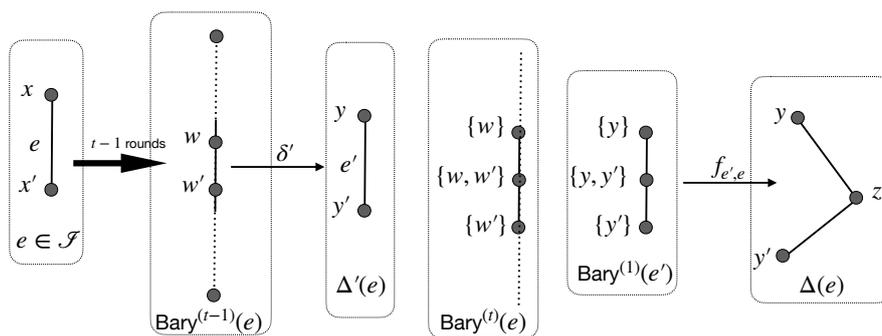 x
e
x′
e ∈ ℐ
t − 1 rounds
w
w′
Bary⁽ᵗ⁻¹⁾(e)
δ′
y
e′
y′
Δ′(e)
{w}
{w, w′}
{w′}
Bary⁽ᵗ⁾(e)
{y}
{y, y′}
{y′}
Bary⁽¹⁾(e′)
f_{e′,e}
y
z
y′
Δ(e)